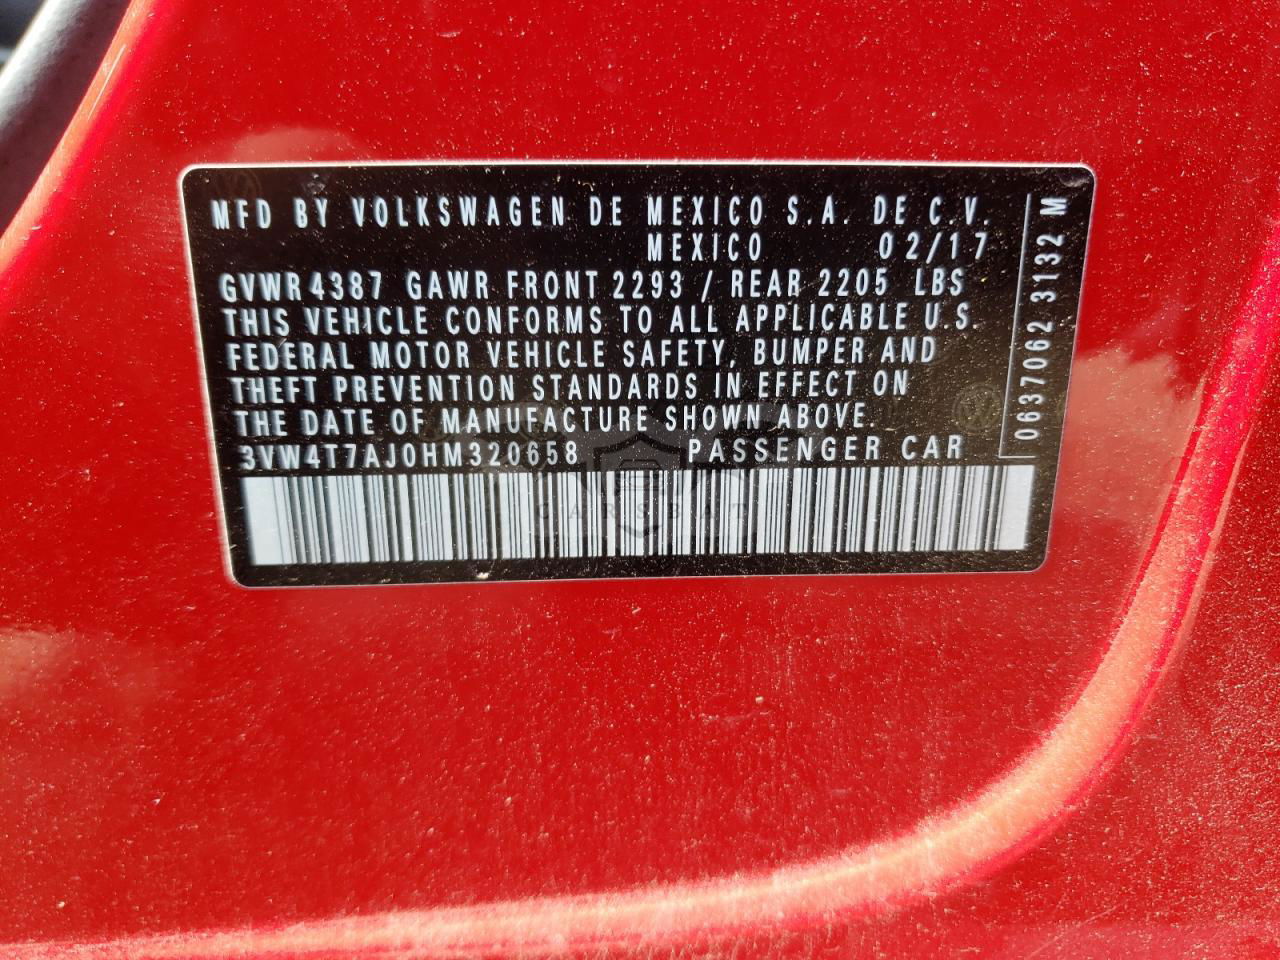 MFD BY VOLKSWAGEN DE MEXICO S.A. DE C.V.
MEXICO 02/17
GVWR 4387 GAWR FRONT 2293 / REAR 2205 LBS
THIS VEHICLE CONFORMS TO ALL APPLICABLE U.S.
FEDERAL MOTOR VEHICLE SAFETY, BUMPER AND
THEFT PREVENTION STANDARDS IN EFFECT ON
THE DATE OF MANUFACTURE SHOWN ABOVE.
3VW4T7AJ0HM320658 PASSENGER CAR
0637062 3132 M
CARSBAT